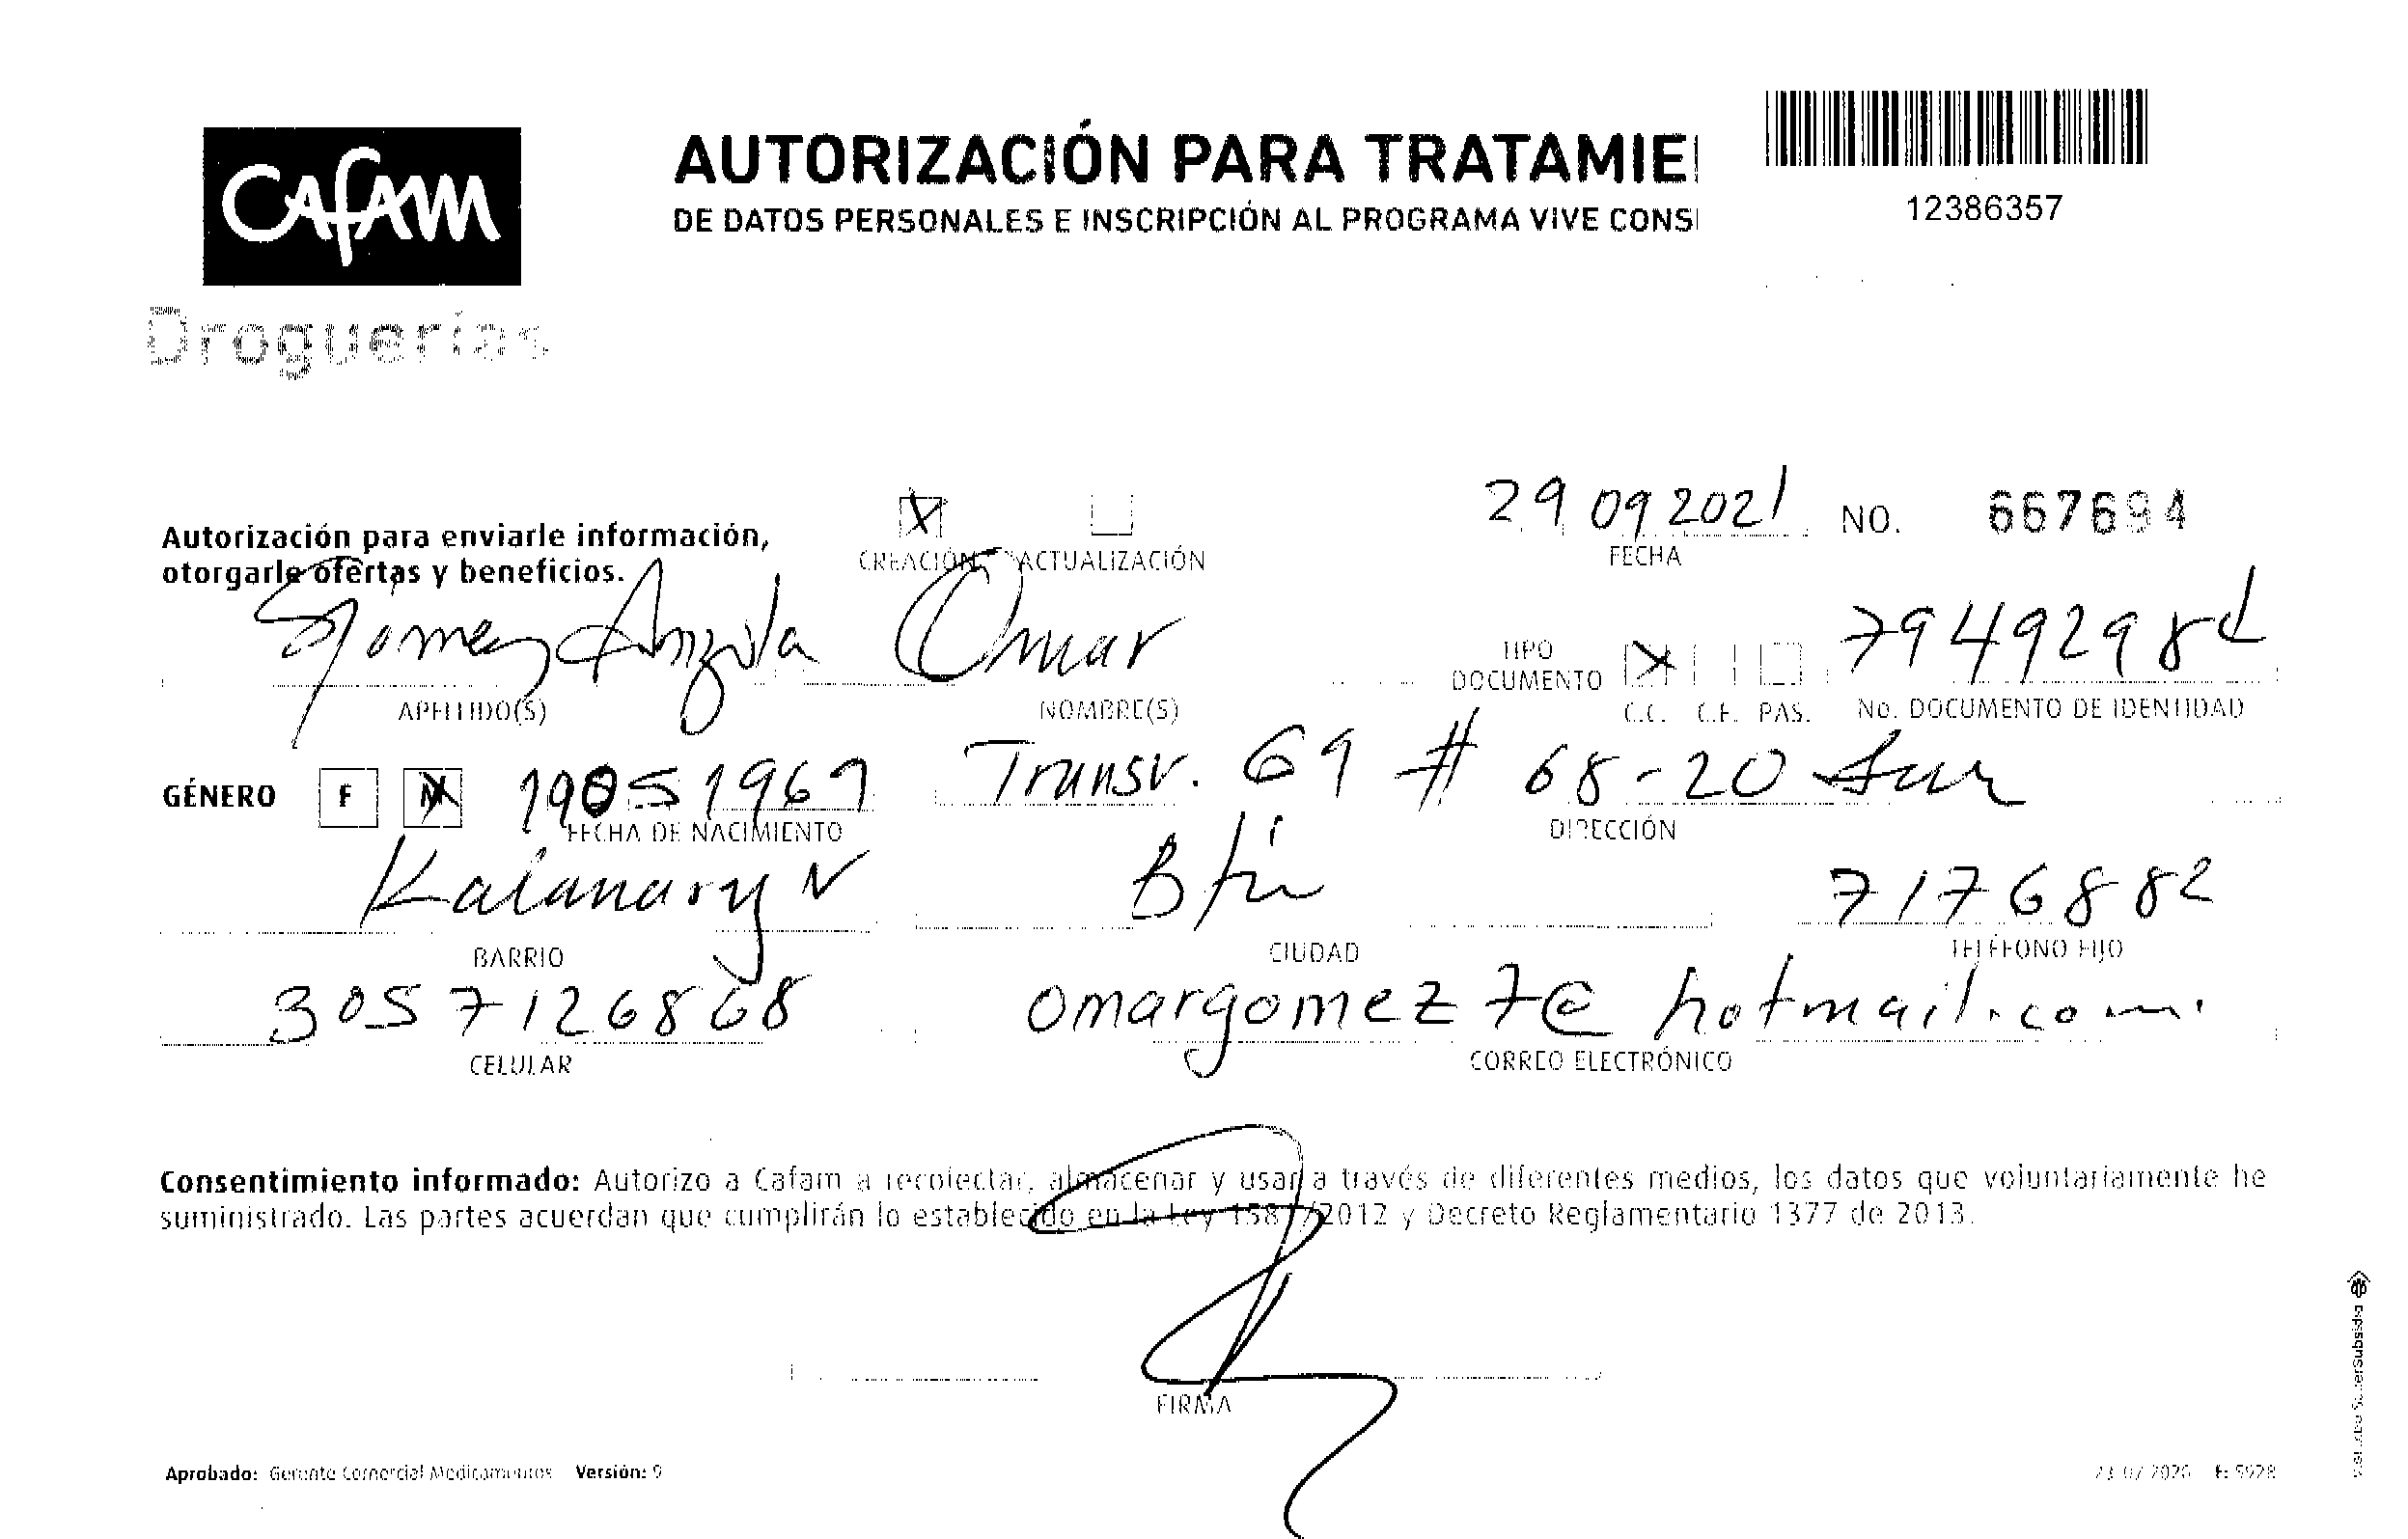 CAfAM
Droguerías
AUTORIZACIÓN PARA TRATAMIE
DE DATOS PERSONALES E INSCRIPCIÓN AL PROGRAMA VIVE CONS
12386357
Autorización para enviarle información,
otorgarle ofertas y beneficios.
X
CREACIÓN ACTUALIZACIÓN
29 09 2021
FECHA
NO. 667694
Gomez Angola Omar
APELLIDO(S) NOMBRE(S)
TIPO
DOCUMENTO X
C.C. C.E. PAS.
79492981
No. DOCUMENTO DE IDENTIDAD
GÉNERO F M 19051969 Transv. 69 # 68-20 Sur
FECHA DE NACIMIENTO DIRECCIÓN
7176882
BARRIO CIUDAD TELÉFONO FIJO
3057126868 omargomez7@hotmail.com.
CELULAR CORREO ELECTRÓNICO
Consentimiento informado: Autorizo a Cafam a recolectar, almacenar y usar a través de diferentes medios, los datos que voluntariamente he
suministrado. Las partes acuerdan que cumplirán lo establecido en la Ley 1581/2012 y Decreto Reglamentario 1377 de 2013.
FIRMA
Aprobado: Gerente Comercial Medicamentos Versión: 9